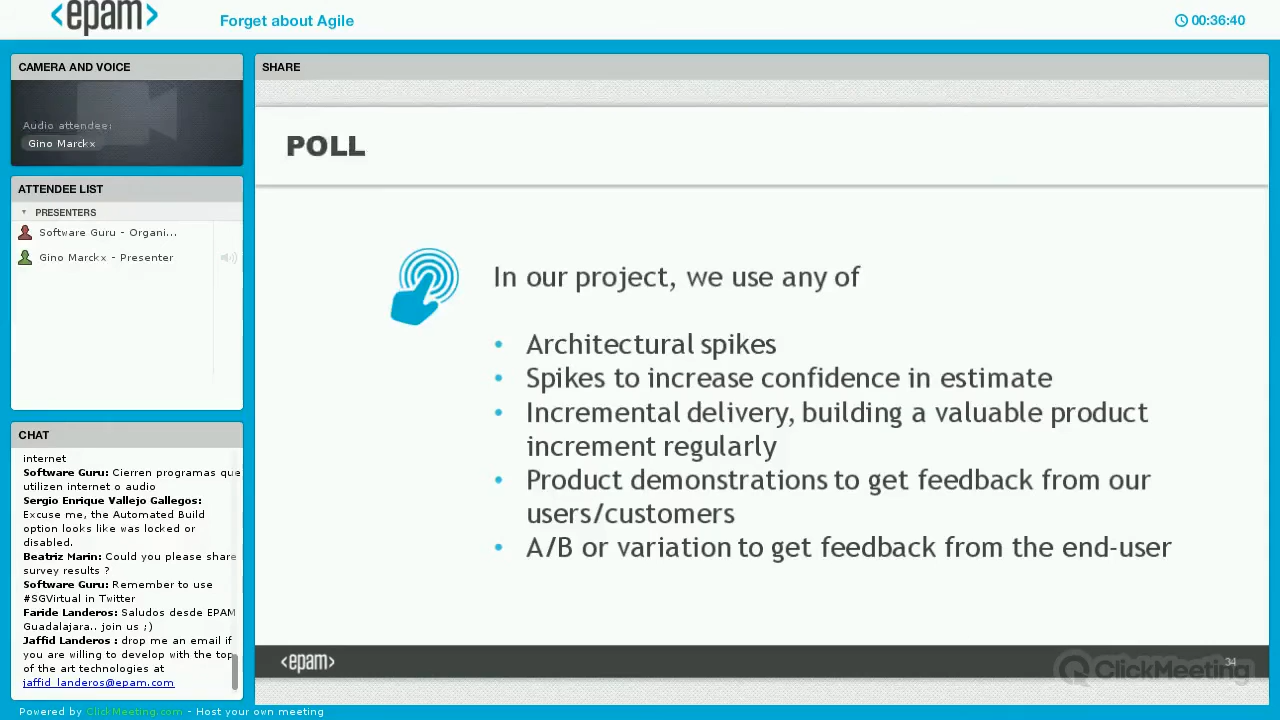 <epam>
Forget about Agile
00:36:40
CAMERA AND VOICE
Audio attendee:
Gino Marckx
ATTENDEE LIST
PRESENTERS
Software Guru - Organi...
Gino Marckx - Presenter
CHAT
internet
Software Guru: Cierren programas que
utilizen internet o audio
Sergio Enrique Vallejo Gallegos:
Excuse me, the Automated Build
option looks like was locked or
disabled.
Beatriz Marin: Could you please share
survey results ?
Software Guru: Remember to use
#SGVirtual in Twitter
Faride Landeros: Saludos desde EPAM
Guadalajara.. join us ;)
Jaffid Landeros : drop me an email if
you are willing to develop with the top
of the art technologies at
jaffid_landeros@epam.com
SHARE
POLL
In our project, we use any of
• Architectural spikes
• Spikes to increase confidence in estimate
• Incremental delivery, building a valuable product
increment regularly
• Product demonstrations to get feedback from our
users/customers
• A/B or variation to get feedback from the end-user
<epam>
34
ClickMeeting
Powered by ClickMeeting.com - Host your own meeting